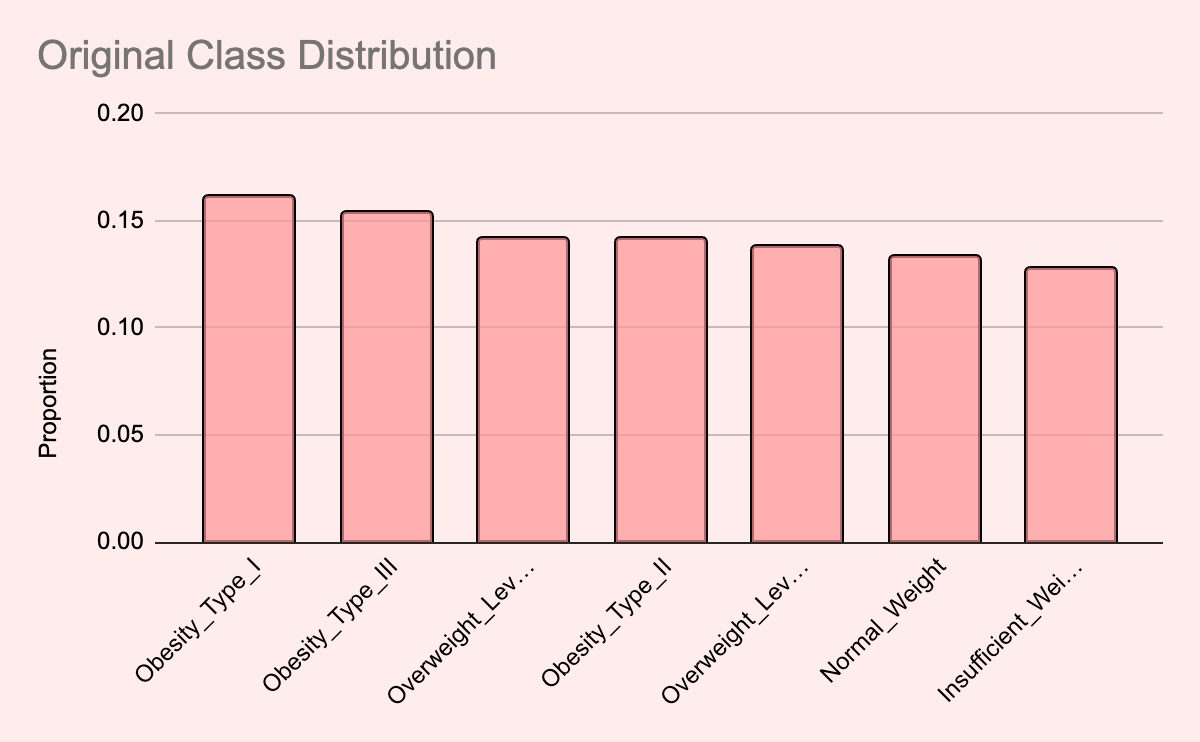 Original Class Distribution
0.20
0.15
0.10
0.05
0.00
Proportion
Obesity_Type_I
Obesity_Type_III
Overweight_Lev…
Obesity_Type_II
Overweight_Lev…
Normal_Weight
Insufficient_Wei…